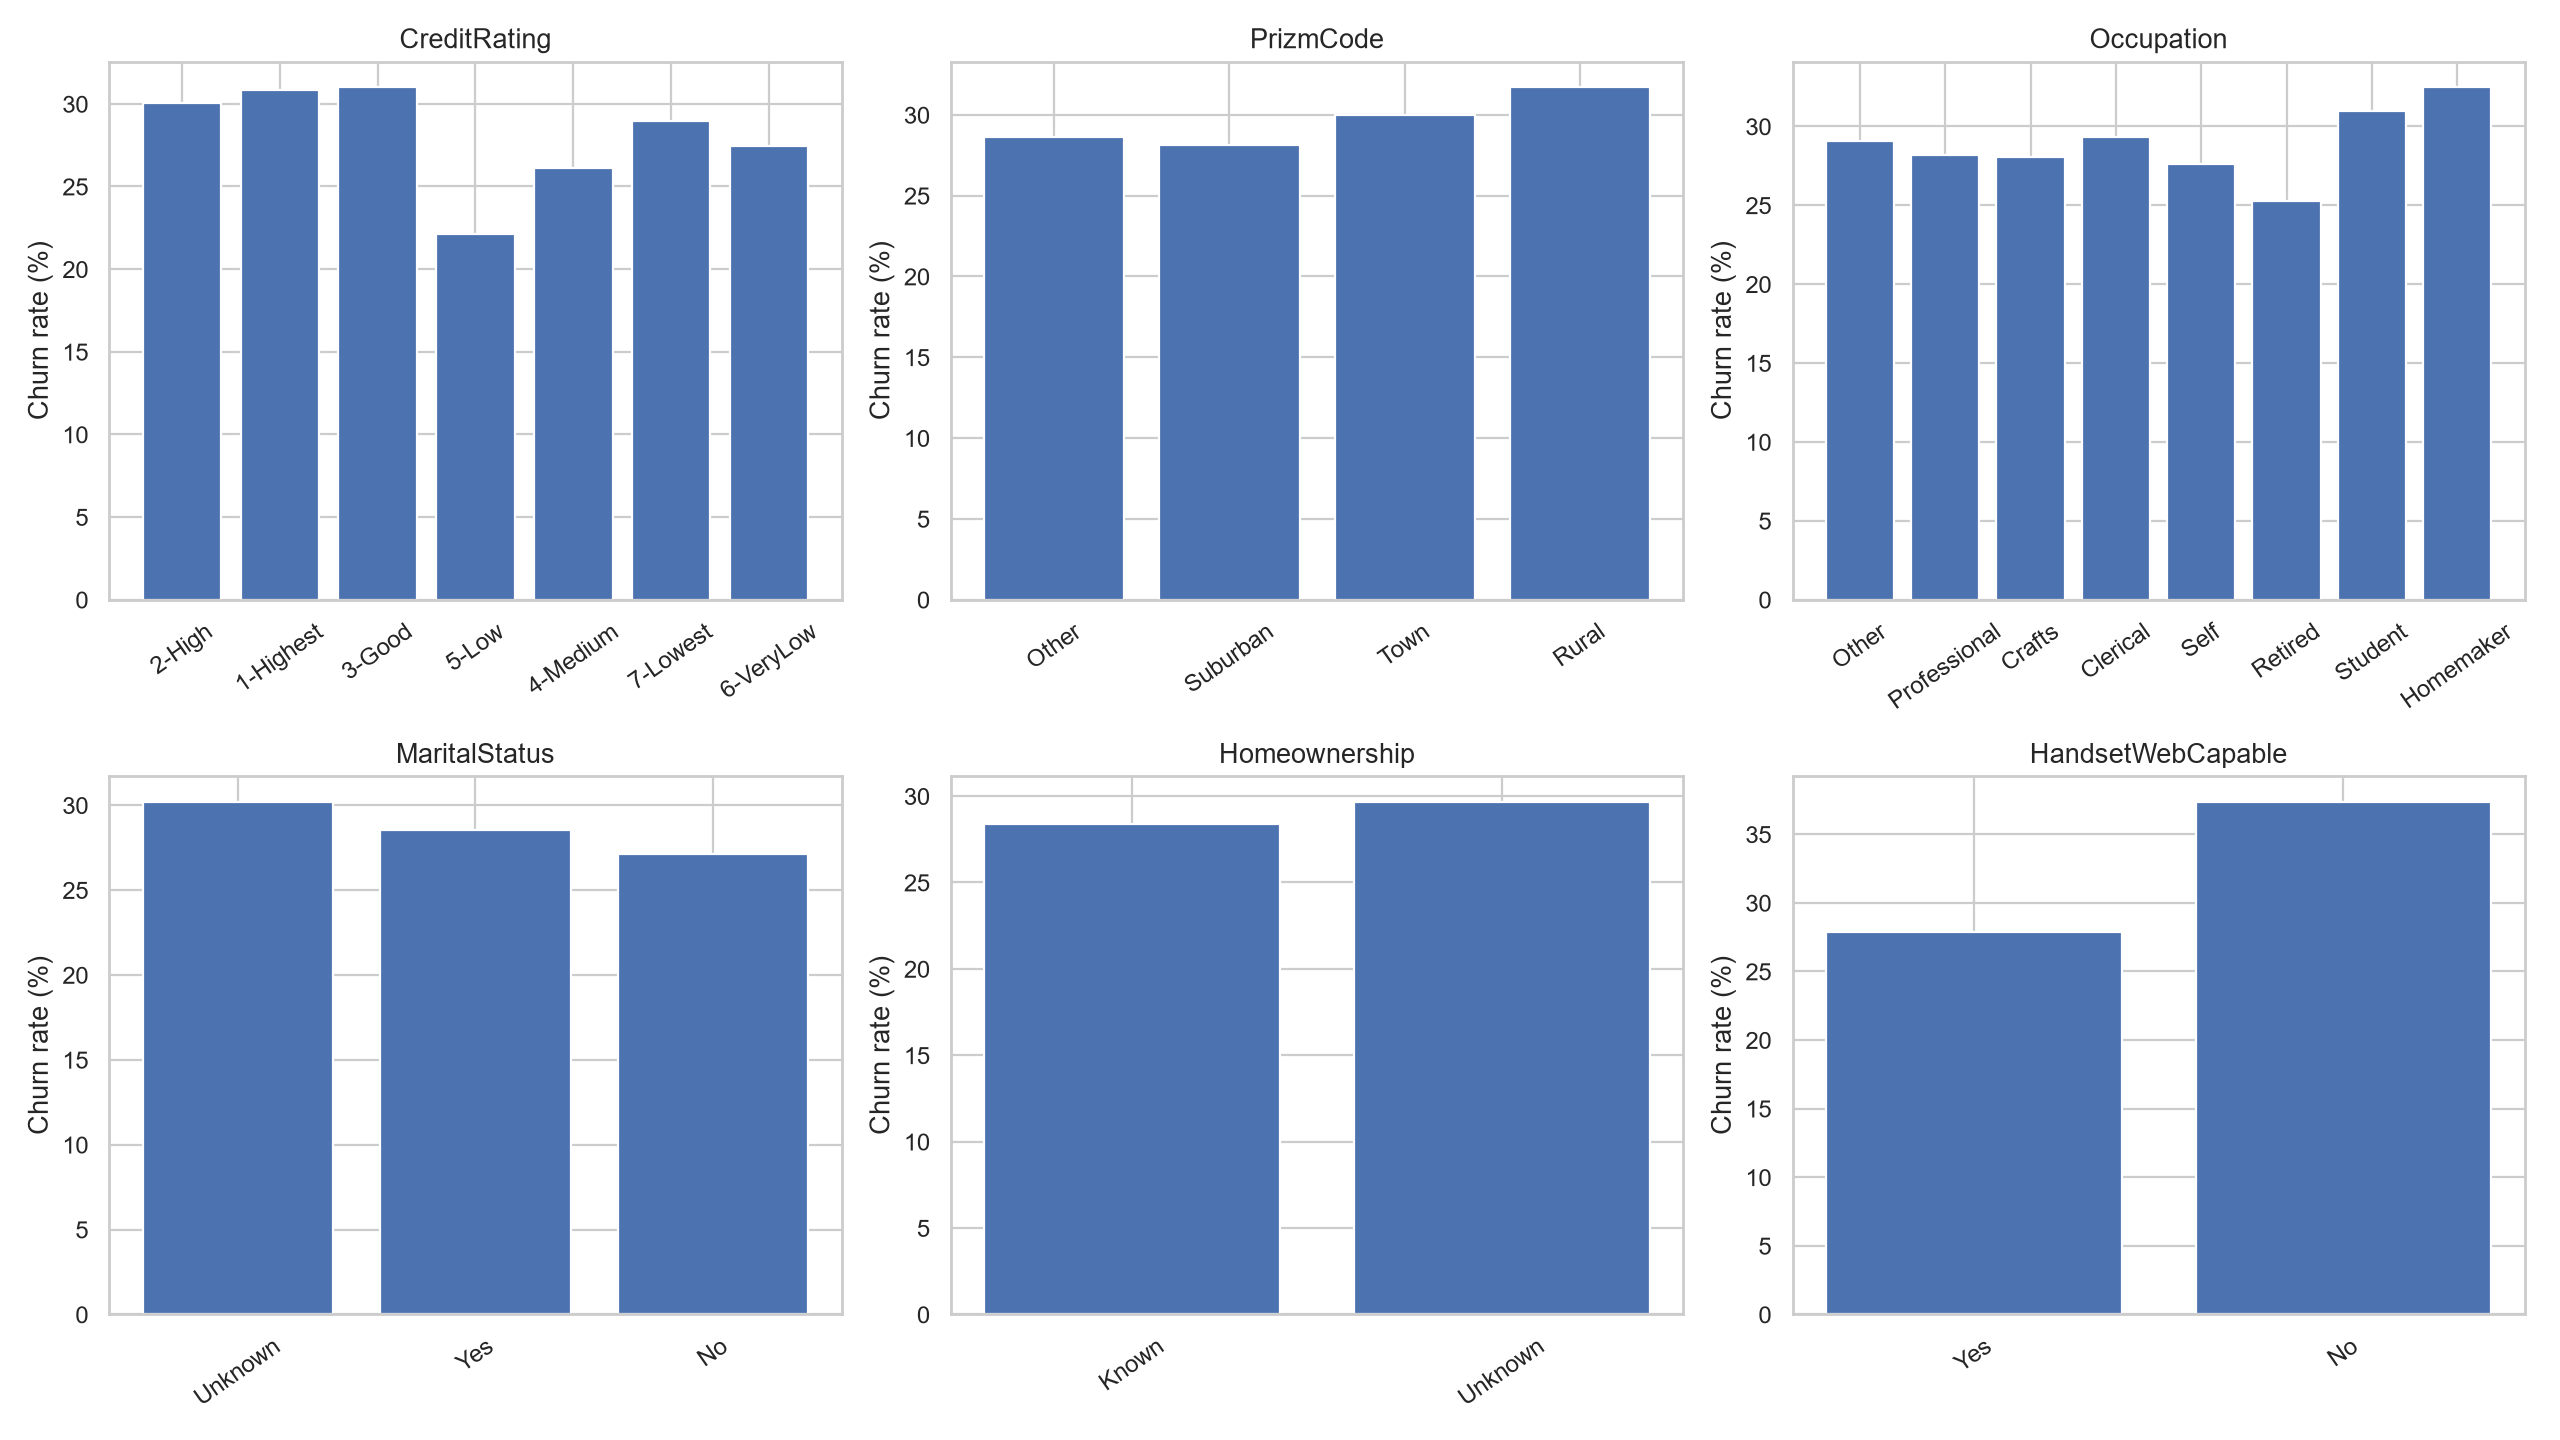 CreditRating
Churn rate (%)
30
25
20
15
10
5
0
2-High
1-Highest
3-Good
5-Low
4-Medium
7-Lowest
6-VeryLow
PrizmCode
Churn rate (%)
30
25
20
15
10
5
0
Other
Suburban
Town
Rural
Occupation
Churn rate (%)
30
25
20
15
10
5
0
Other
Professional
Crafts
Clerical
Self
Retired
Student
Homemaker
MaritalStatus
Churn rate (%)
30
25
20
15
10
5
0
Unknown
Yes
No
Homeownership
Churn rate (%)
30
25
20
15
10
5
0
Known
Unknown
HandsetWebCapable
Churn rate (%)
35
30
25
20
15
10
5
0
Yes
No